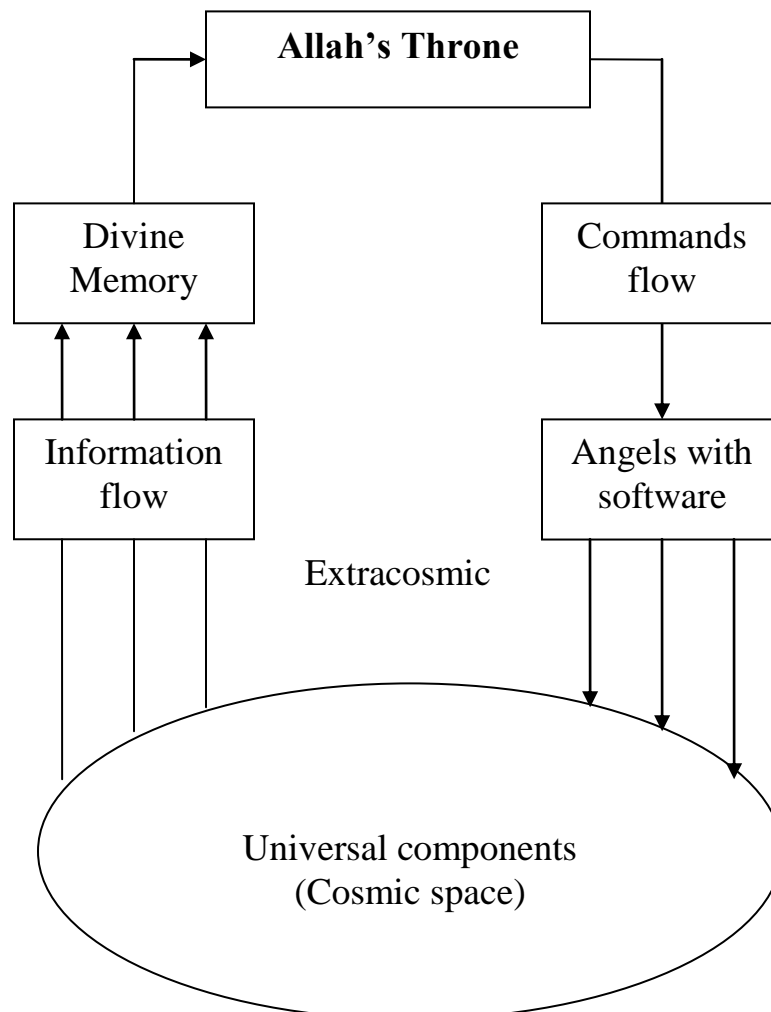 Allah’s Throne
Divine
Memory
Commands
flow
Information
flow
Angels with
software
Extracosmic
Universal components
(Cosmic space)